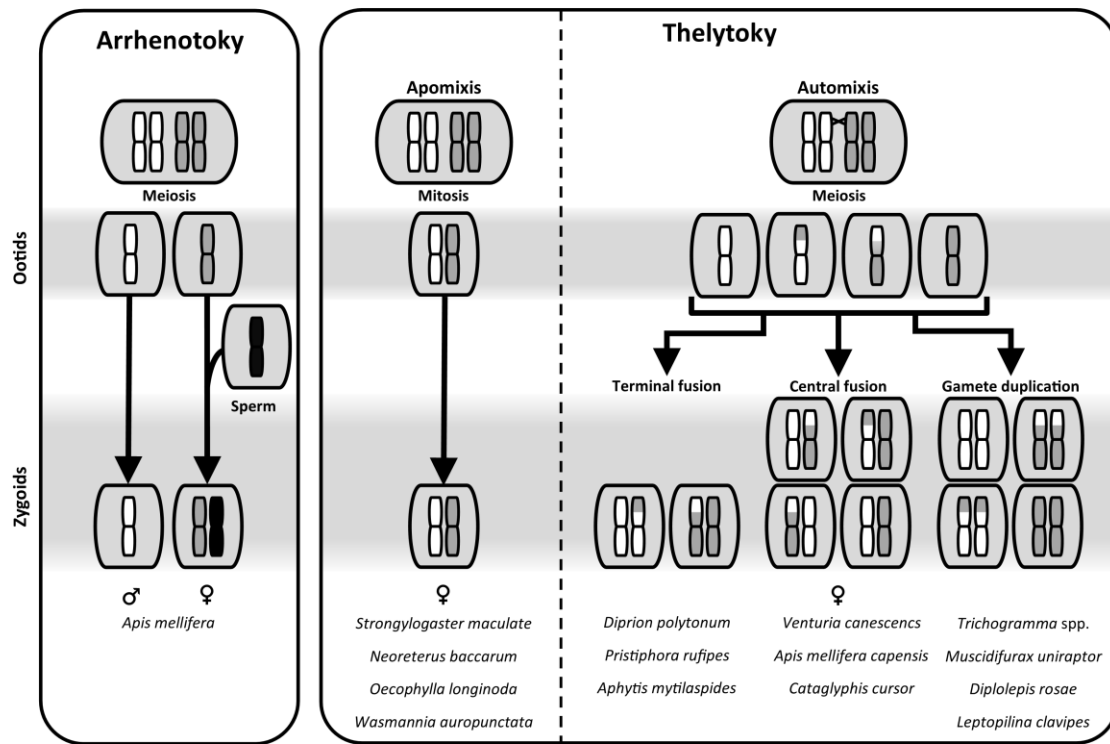 Arrhenotoky
Meiosis
Ootids
Sperm
Zygoids
♂ ♀
Apis mellifera
Thelytoky
Apomixis
Mitosis
♀
Strongylogaster maculate
Neoreterus baccarum
Oecophylla longinoda
Wasmannia auropunctata
Automixis
Meiosis
Terminal fusion
Central fusion
Gamete duplication
♀
Diprion polytonum
Pristiphora rufipes
Aphytis mytilaspides
Venturia canescencs
Apis mellifera capensis
Cataglyphis cursor
Trichogramma spp.
Muscidifurax uniraptor
Diplolepis rosae
Leptopilina clavipes